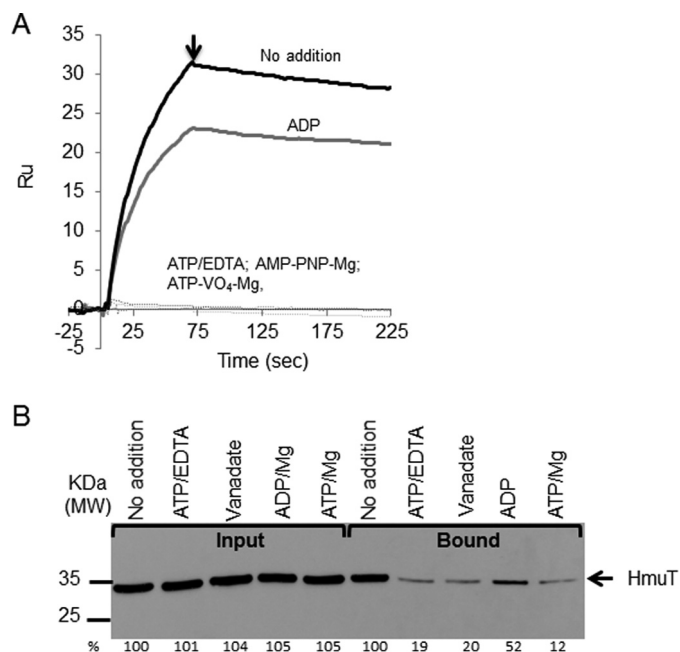 A
35
30
25
20
15
10
5
0
-5
Ru
No addition
ADP
ATP/EDTA; AMP-PNP-Mg;
ATP-VO₄-Mg,
-25 25 75 125 175 225
Time (sec)
B
KDa
(MW)
No addition
ATP/EDTA
Vanadate
ADP/Mg
ATP/Mg
No addition
ATP/EDTA
Vanadate
ADP
ATP/Mg
Input Bound
35
25
HmuT
% 100 101 104 105 105 100 19 20 52 12